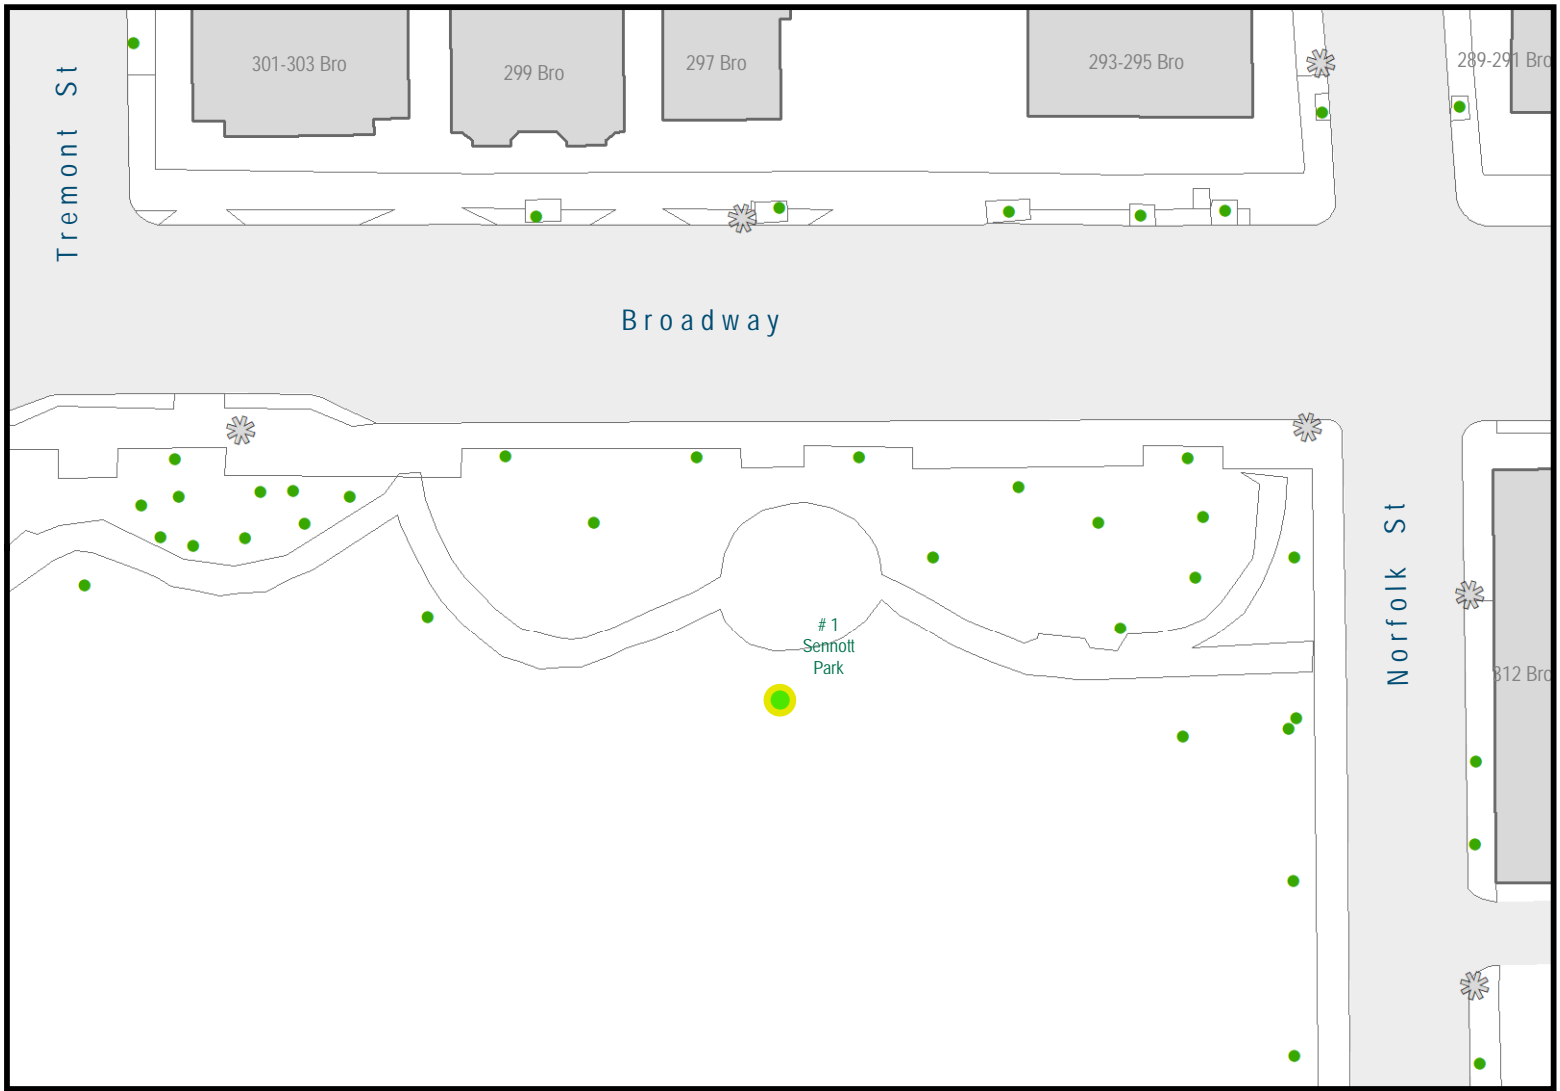 301-303 Bro
299 Bro
297 Bro
293-295 Bro
289-291 Bro
Tremont St
Broadway
Norfolk St
# 1
Sennott
Park
312 Bro